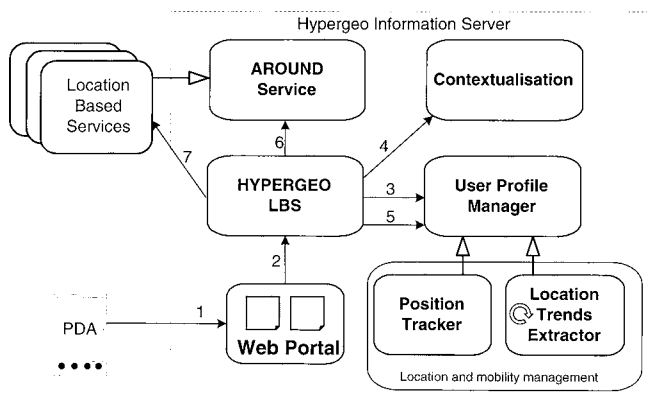 Hypergeo Information Server
Location
Based
Services
AROUND
Service
Contextualisation
7
6
4
HYPERGEO
LBS
3
5
User Profile
Manager
2
PDA
1
Web Portal
Position
Tracker
Location
Trends
Extractor
Location and mobility management